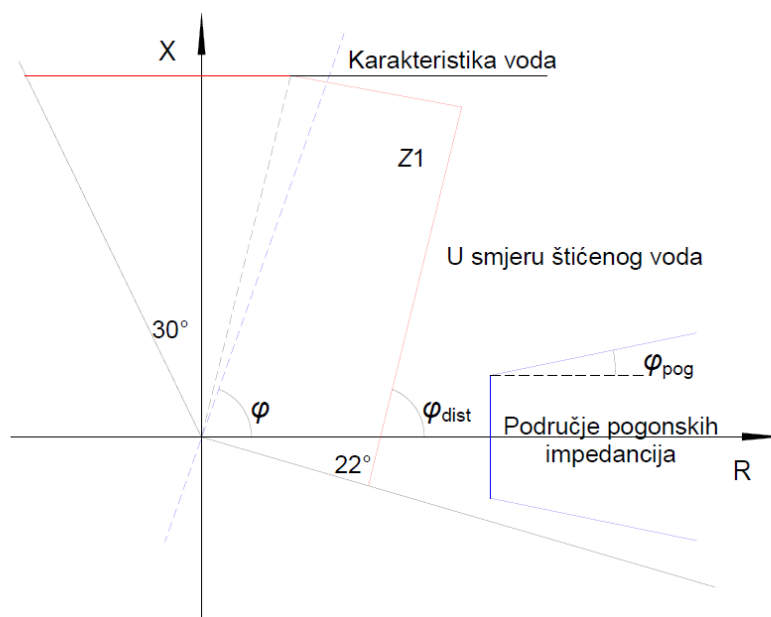 X
Karakteristika voda
Z1
U smjeru štićenog voda
30°
φpog
φ
φdist
Područje pogonskih
impedancija
22°
R